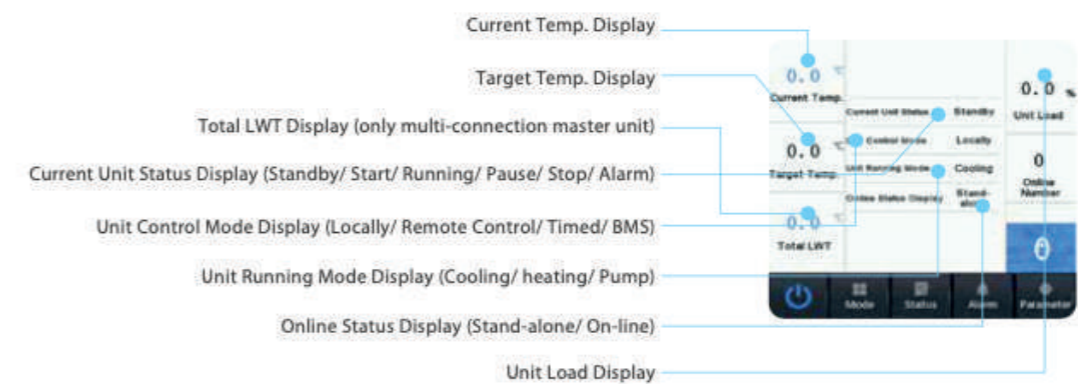 Current Temp. Display
Target Temp. Display
Total LWT Display (only multi-connection master unit)
Current Unit Status Display (Standby/ Start/ Running/ Pause/ Stop/ Alarm)
Unit Control Mode Display (Locally/ Remote Control/ Timed/ BMS)
Unit Running Mode Display (Cooling/ heating/ Pump)
Online Status Display (Stand-alone/ On-line)
Unit Load Display
0.0 °C
Current Temp.
0.0 °C
Target Temp.
0.0 °C
Total LWT
Current Unit Status Standby
Control Mode Locally
Unit Running Mode Cooling
Online Status Display Stand-
alone
0.0 %
Unit Load
0
Online
Number
Mode Status Alarm Parameter